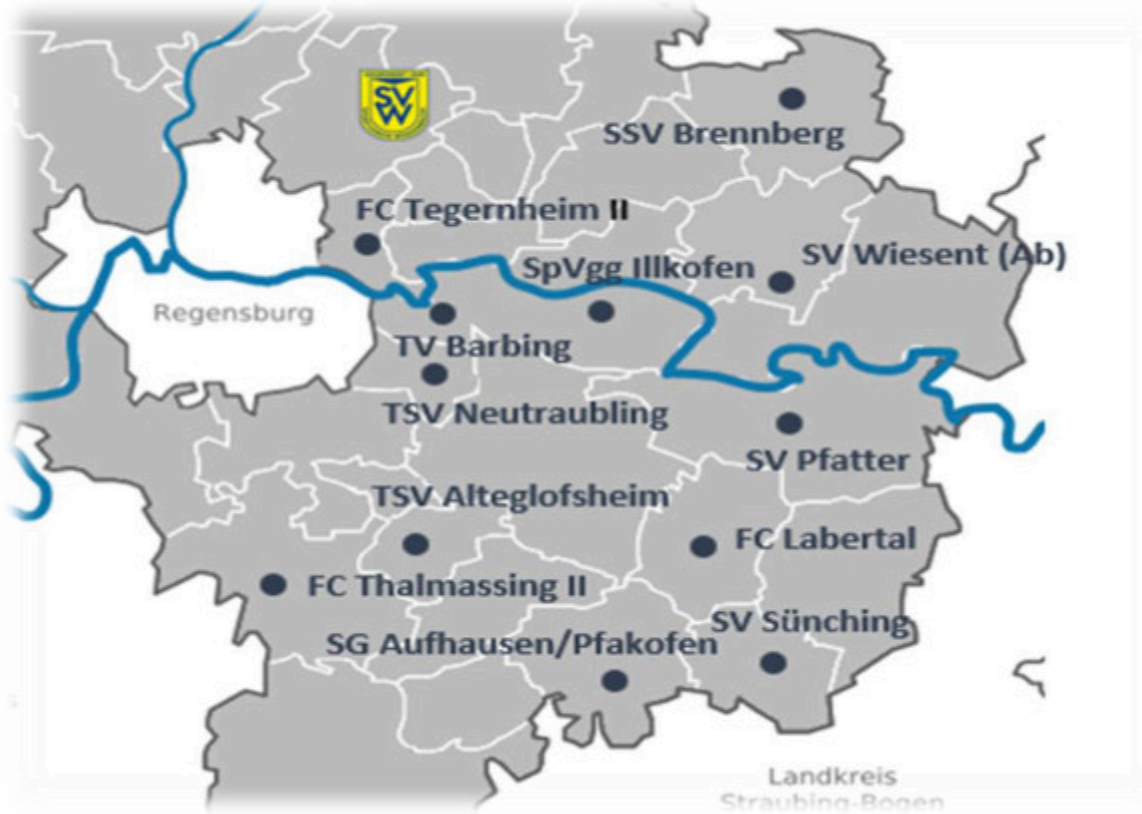 SV
W
SSV Brennberg
FC Tegernheim II
SV Wiesent (Ab)
SpVgg Illkofen
Regensburg
TV Barbing
TSV Neutraubling
SV Pfatter
TSV Alteglofsheim
FC Labertal
FC Thalmassing II
SV Sünching
SG Aufhausen/Pfakofen
Landkreis
Straubing-Bogen